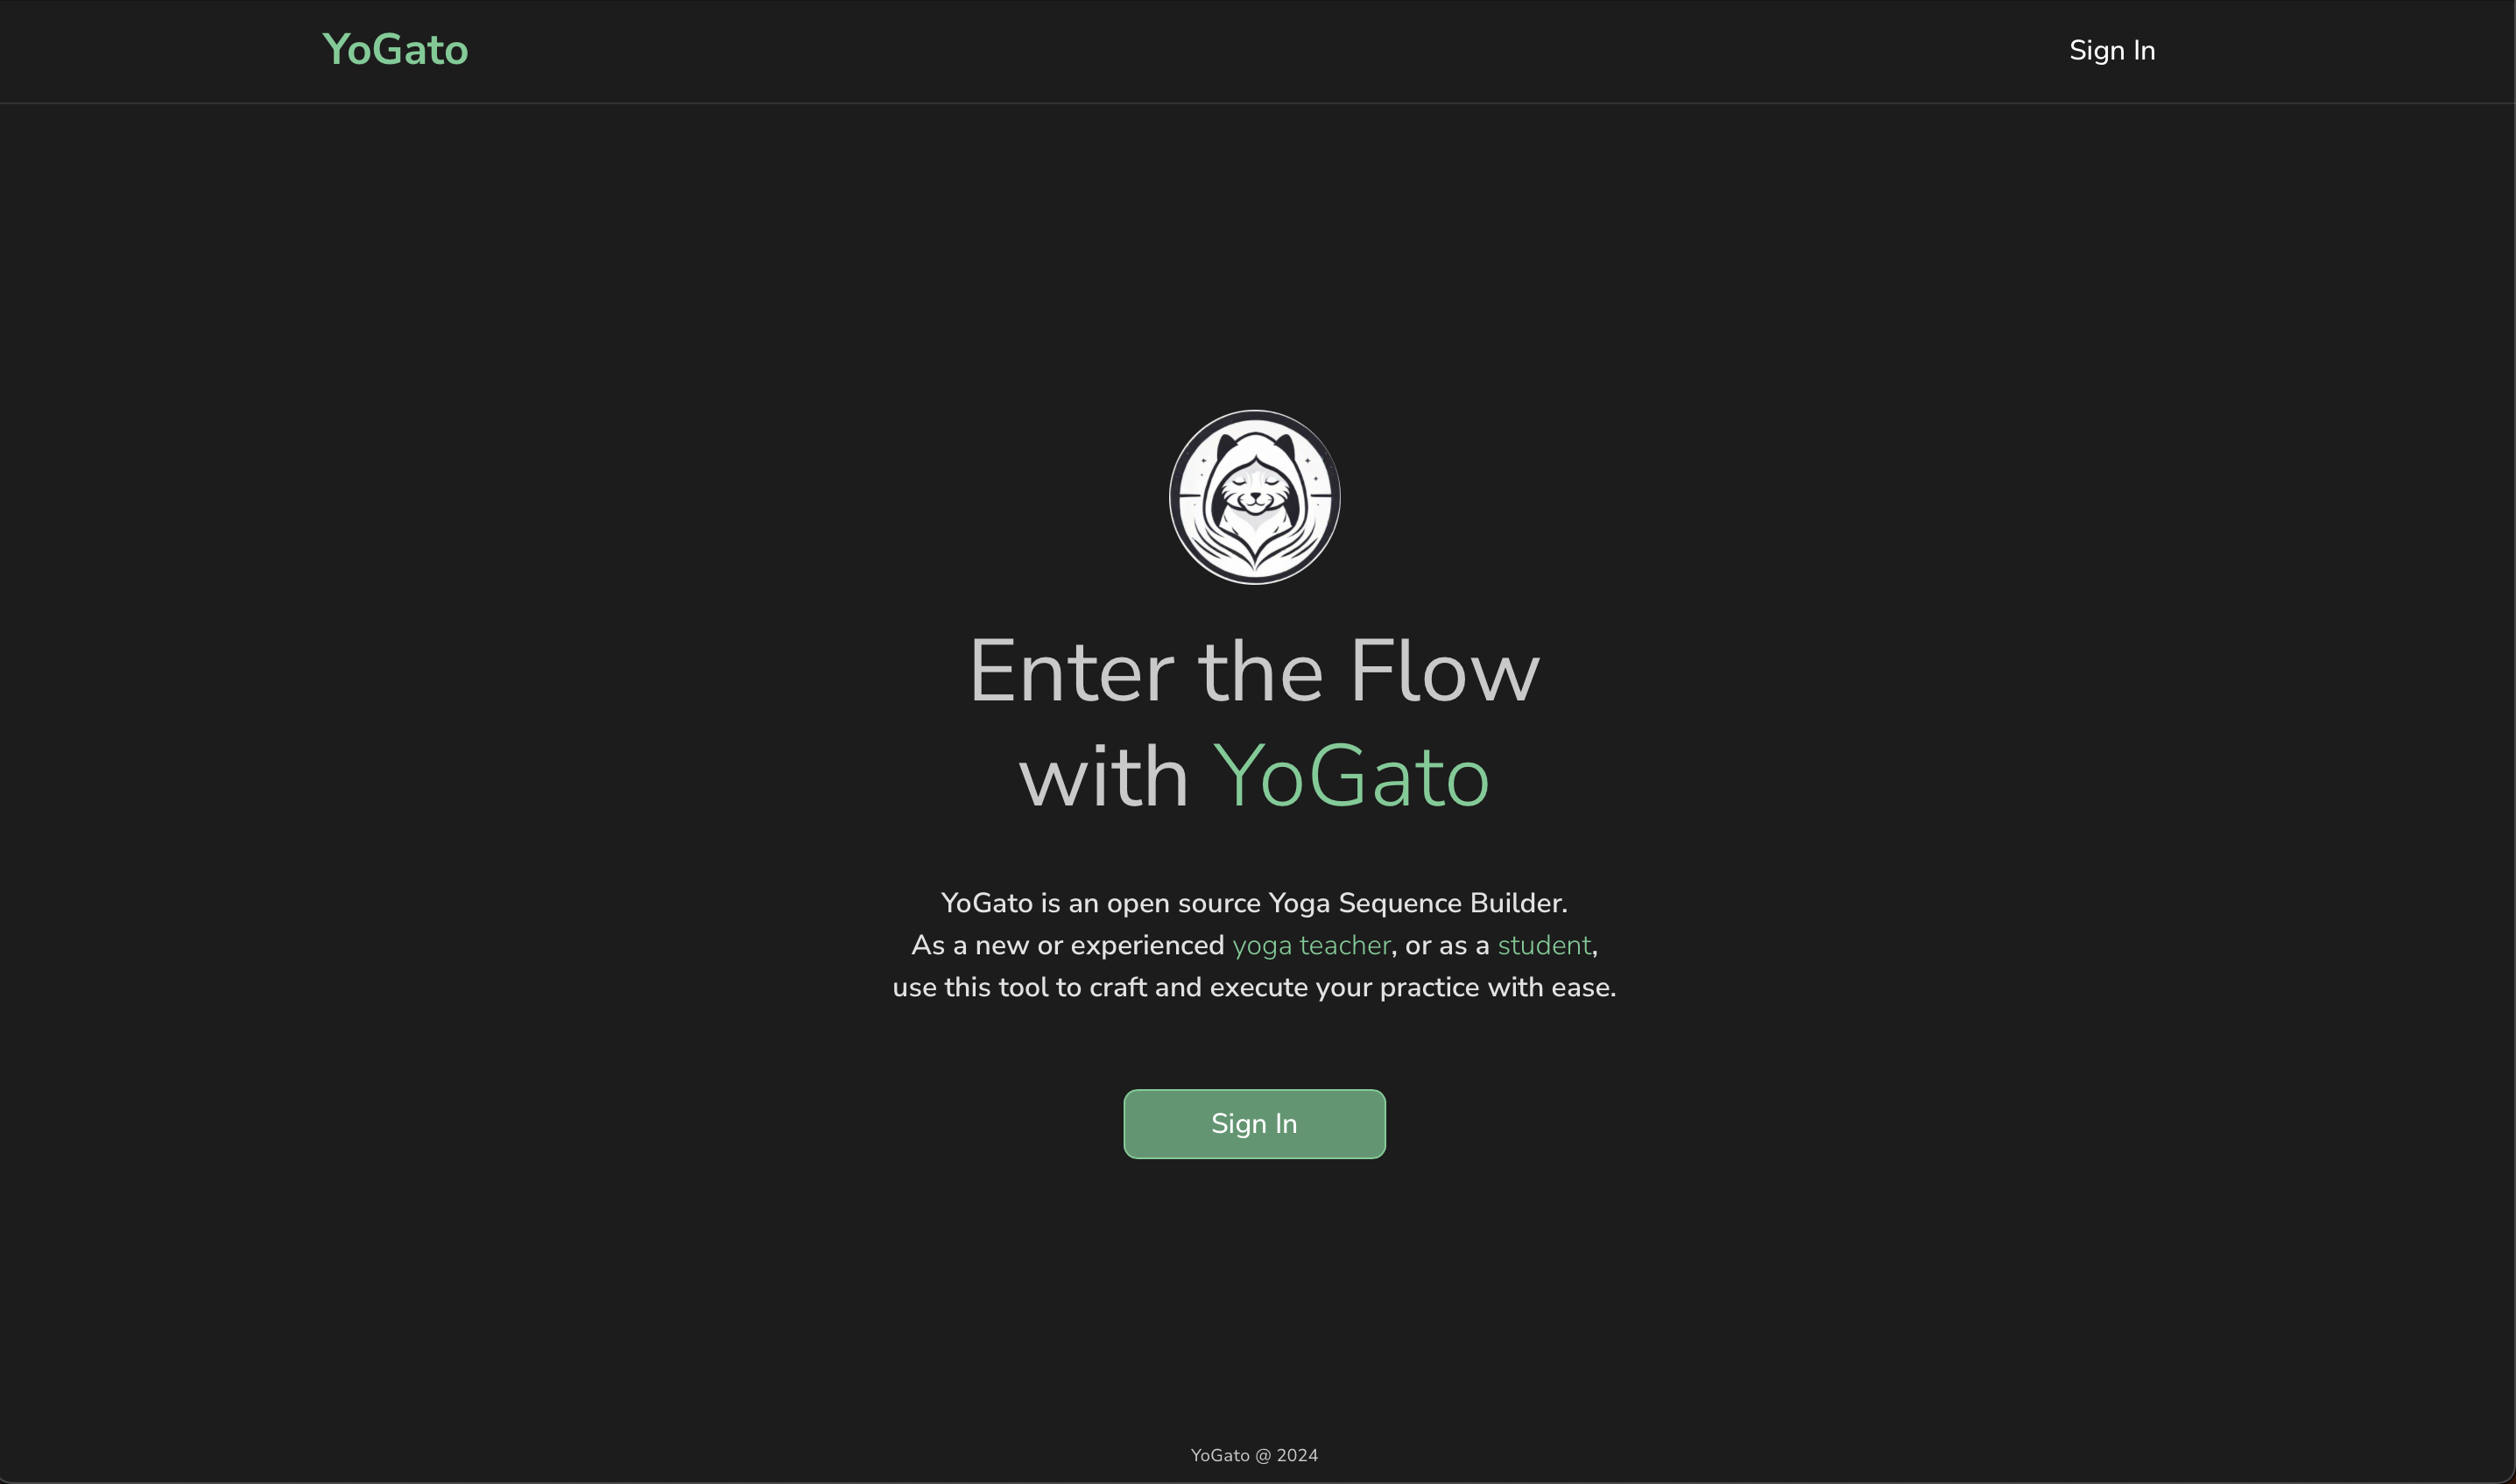 YoGato
Sign In
Enter the Flow
with YoGato
YoGato is an open source Yoga Sequence Builder.
As a new or experienced yoga teacher, or as a student,
use this tool to craft and execute your practice with ease.
Sign In
YoGato @ 2024